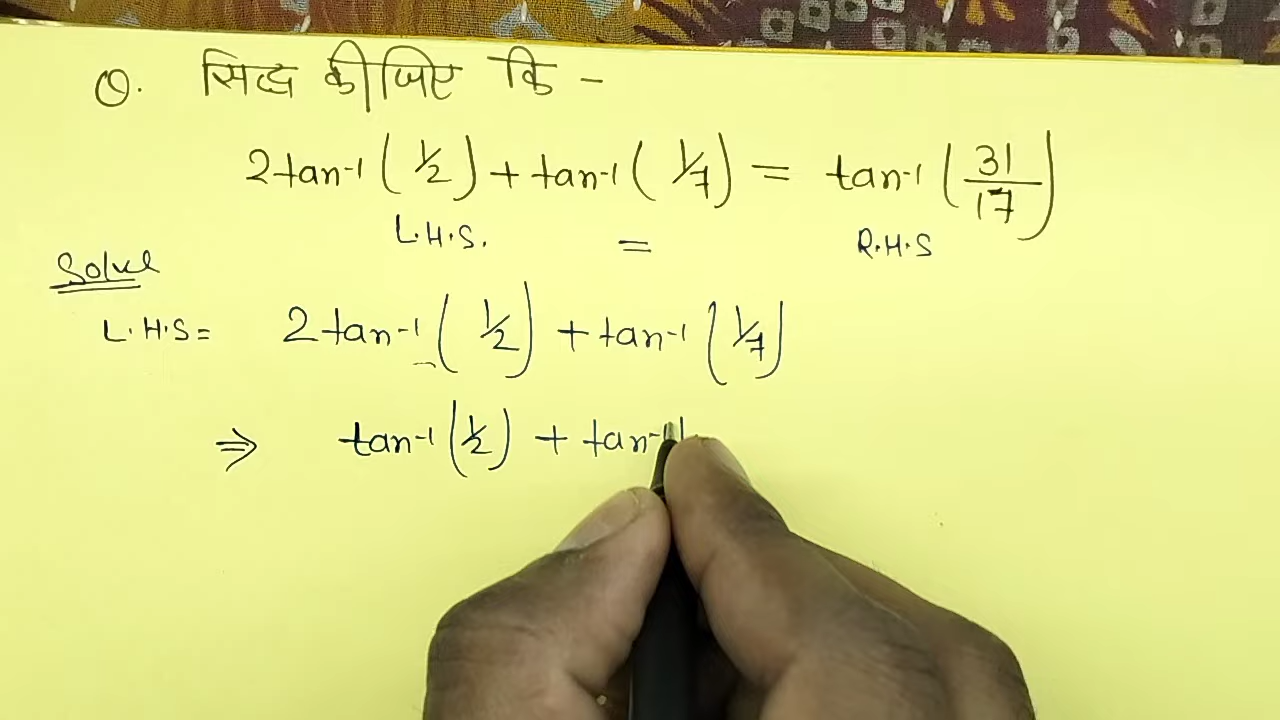 Q. सिद्ध कीजिए कि -
2tan-1 ( 1/2 ) + tan-1 ( 1/7 ) = tan-1 ( 31/17 )
L.H.S. = R.H.S
Solve
L.H.S = 2tan-1 ( 1/2 ) + tan-1 ( 1/7 )
⇒ tan-1 ( 1/2 ) + tan-1